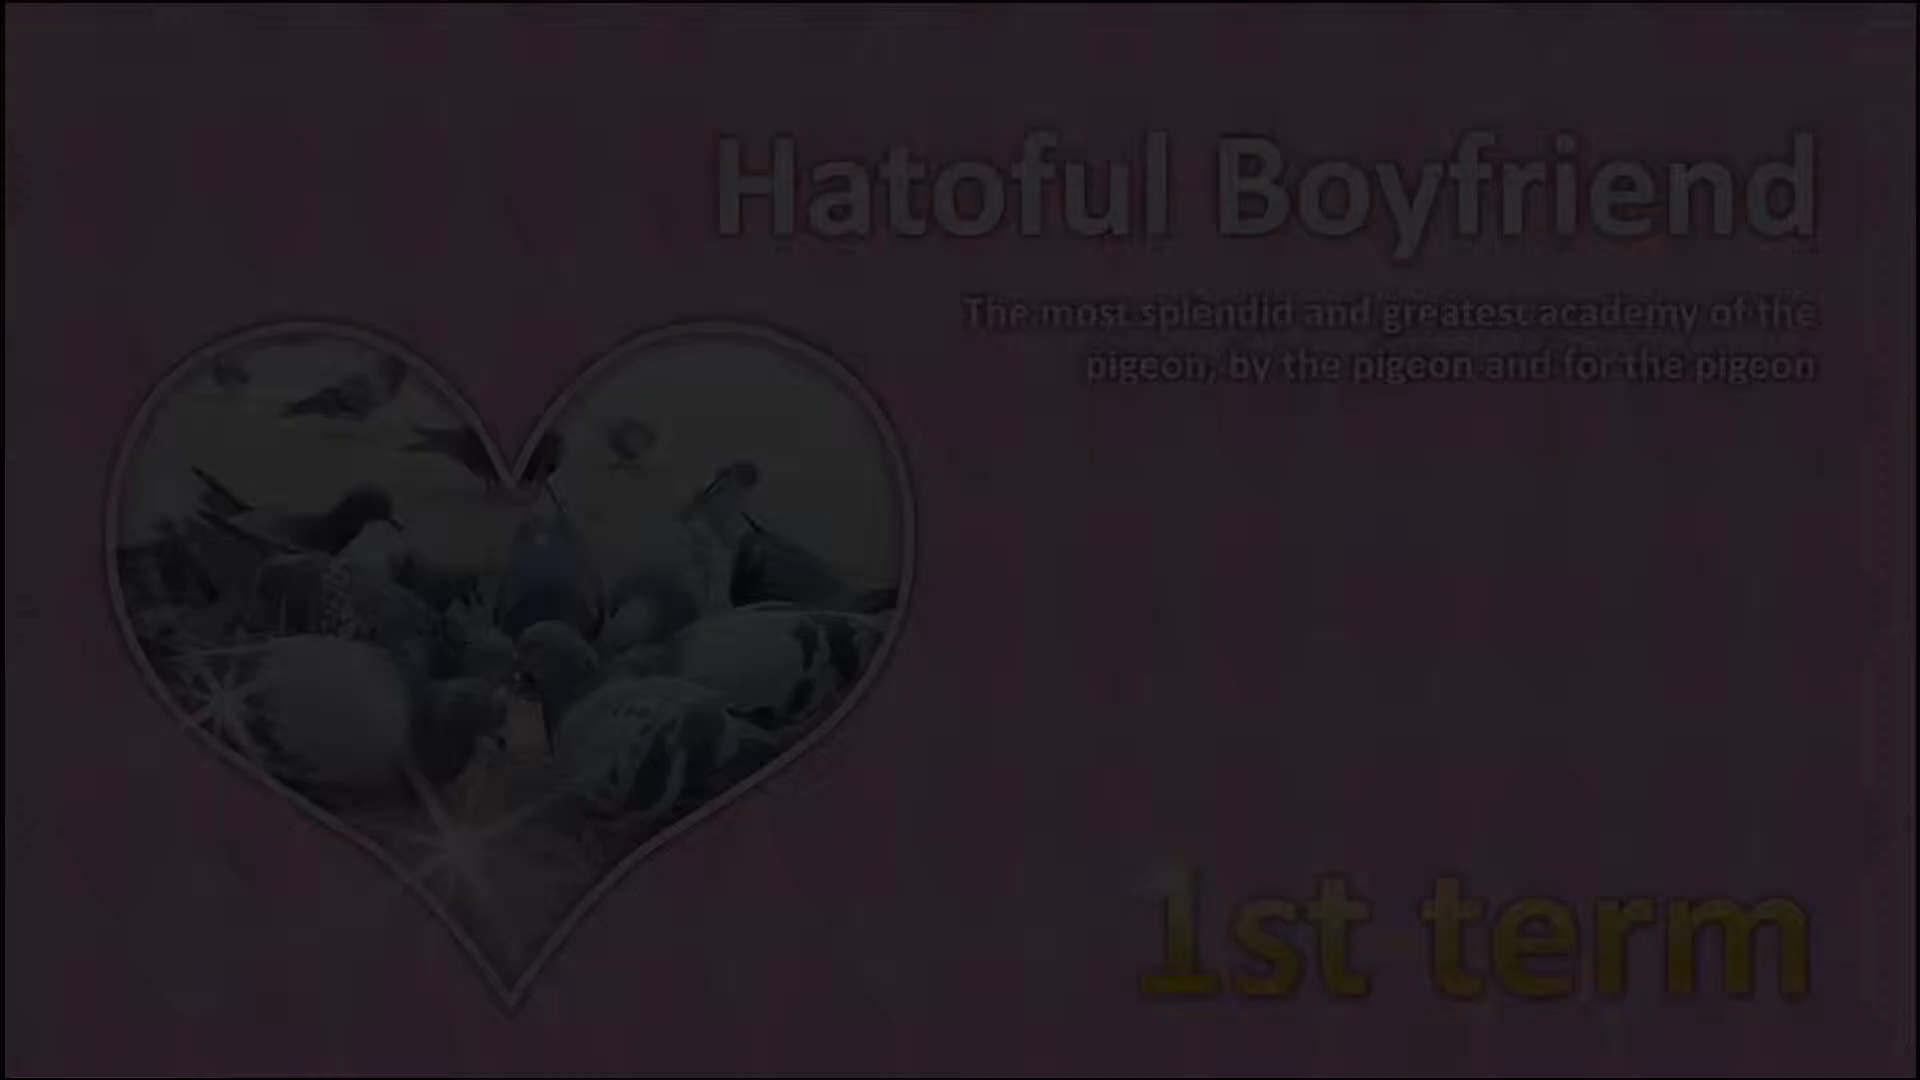 Hatoful Boyfriend
The most splendid and greatest academy of the
pigeon, by the pigeon and for the pigeon
1st term